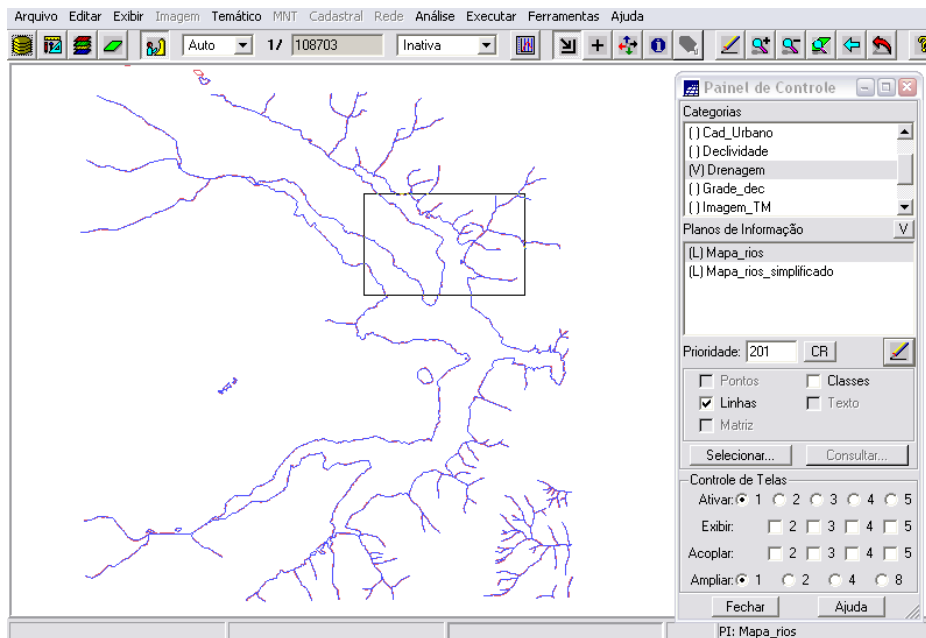 Arquivo Editar Exibir Imagem Temático MNT Cadastral Rede Análise Executar Ferramentas Ajuda
Auto 1/ 108703 Inativa
Painel de Controle
Categorias
( ) Cad_Urbano
( ) Declividade
(V) Drenagem
( ) Grade_dec
( ) Imagem_TM
Planos de Informação V
(L) Mapa_rios
(L) Mapa_rios_simplificado
Prioridade: 201 CR
Pontos Classes
Linhas Texto
Matriz
Selecionar... Consultar...
Controle de Telas
Ativar: 1 2 3 4 5
Exibir: 2 3 4 5
Acoplar: 2 3 4 5
Ampliar: 1 2 4 8
Fechar Ajuda
PI: Mapa_rios